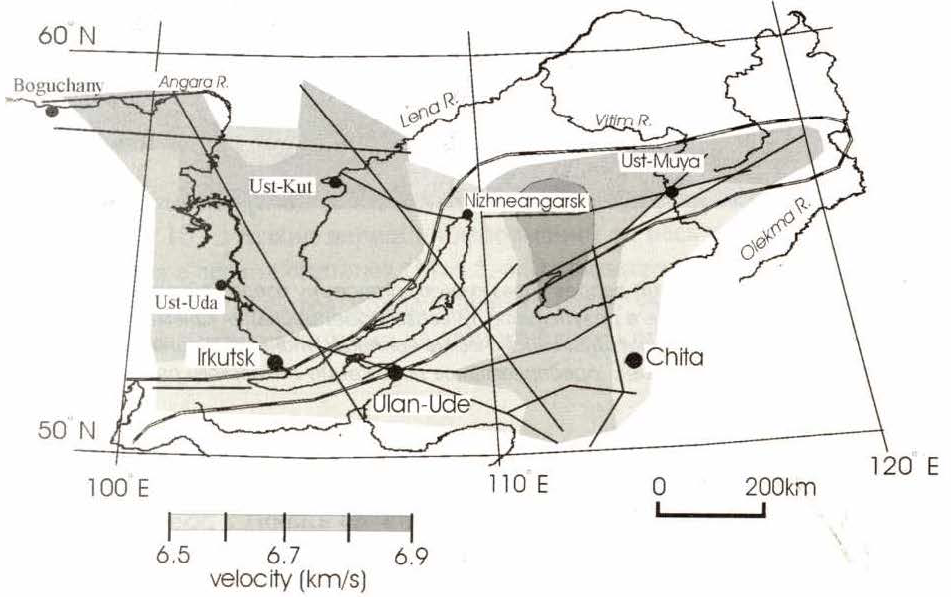 60° N
Boguchany
Angara R.
Lena R.
Vitim R.
Ust-Muya
Ust-Kut
Nizhneangarsk
Olekma R.
Ust-Uda
Irkutsk
Chita
Ulan-Ude
50° N
100° E
110° E
120° E
0 200km
6.5 6.7 6.9
velocity (km/s)